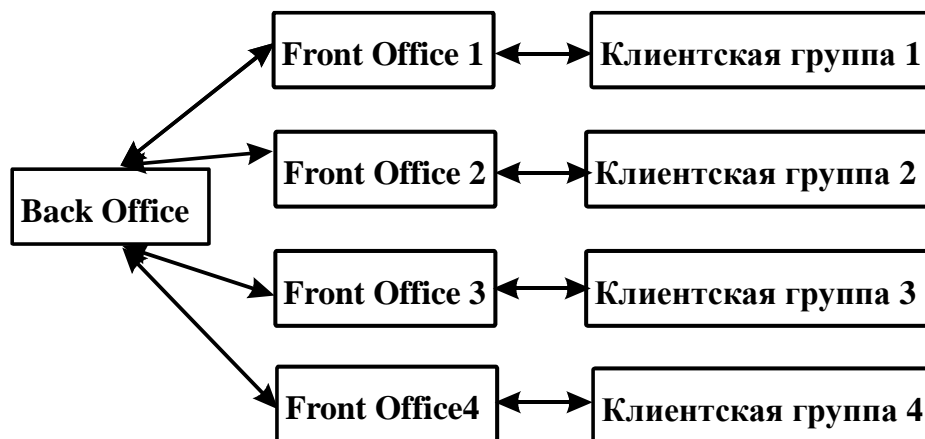 Front Office 1
Клиентская группа 1
Front Office 2
Клиентская группа 2
Back Office
Front Office 3
Клиентская группа 3
Front Office4
Клиентская группа 4